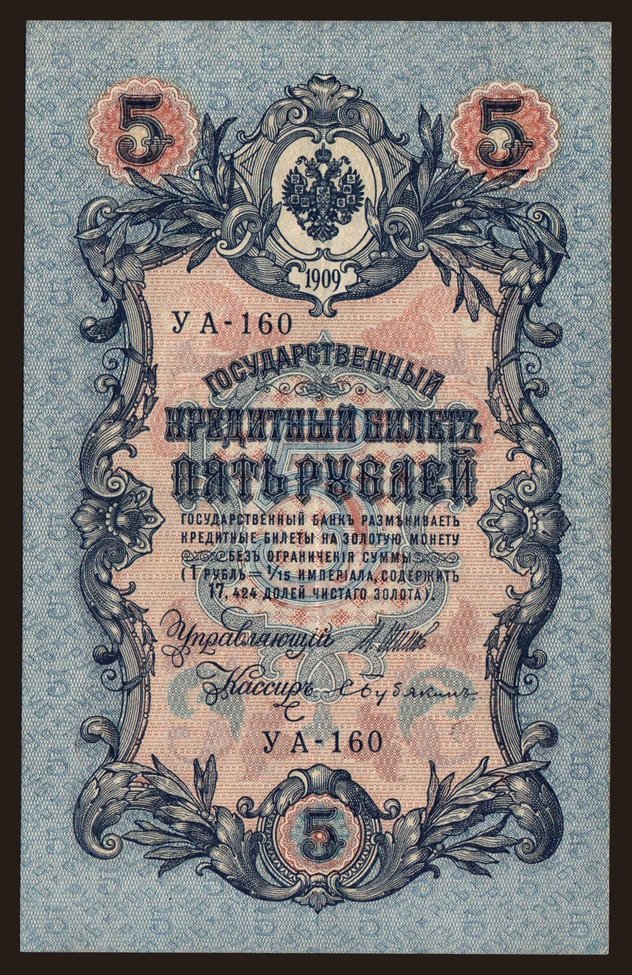 5 5
1909
УА-160
ГОСУДАРСТВЕННЫЙ
КРЕДИТНЫЙ БИЛЕТЪ
ПЯТЬ РУБЛЕЙ
ГОСУДАРСТВЕННЫЙ БАНКЪ РАЗМѢНИВАЕТЪ
КРЕДИТНЫЕ БИЛЕТЫ НА ЗОЛОТУЮ МОНЕТУ
БЕЗЪ ОГРАНИЧЕНІЯ СУММЫ
(1 РУБЛЬ = 1/15 ИМПЕРІАЛА, СОДЕРЖИТЪ
17,424 ДОЛЕЙ ЧИСТАГО ЗОЛОТА).
Управляющій
Кассиръ
УА-160
5